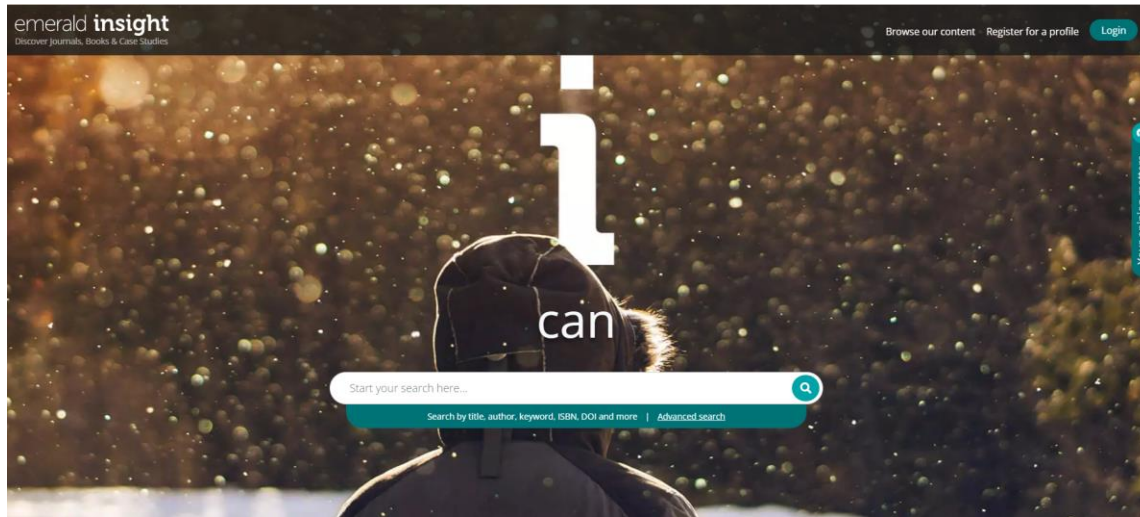 emerald insight
Discover Journals, Books & Case Studies
Browse our content Register for a profile Login
i
can
Start your search here...
Search by title, author, keyword, ISBN, DOI and more | Advanced search